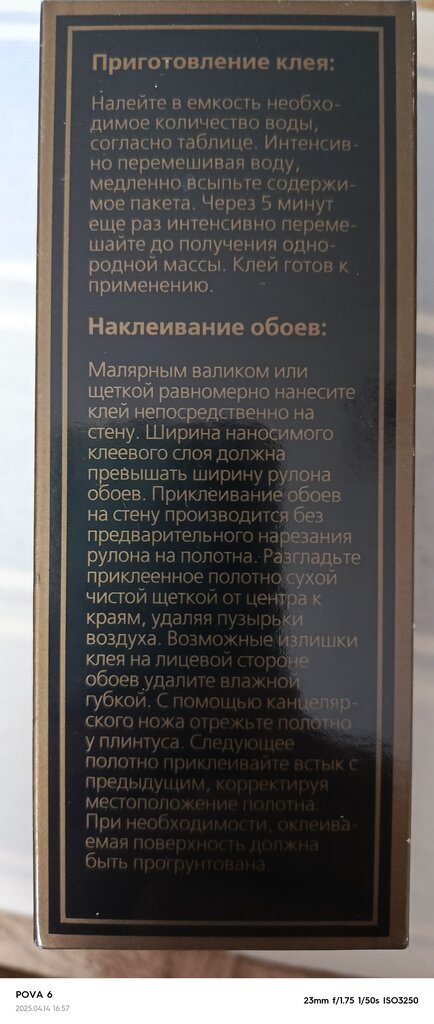 Приготовление клея:
Налейте в емкость необхо-
димое количество воды,
согласно таблице. Интенсив-
но перемешивая воду,
медленно всыпьте содержи-
мое пакета. Через 5 минут
еще раз интенсивно переме-
шайте до получения одно-
родной массы. Клей готов к
применению.
Наклеивание обоев:
Малярным валиком или
щеткой равномерно нанесите
клей непосредственно на
стену. Ширина наносимого
клеевого слоя должна
превышать ширину рулона
обоев. Приклеивание обоев
на стену производится без
предварительного нарезания
рулона на полотна. Разгладьте
приклеенное полотно сухой
чистой щеткой от центра к
краям, удаляя пузырьки
воздуха. Возможные излишки
клея на лицевой стороне
обоев удалите влажной
губкой. С помощью канцеляр-
ского ножа отрежьте полотно
у плинтуса. Следующее
полотно приклеивайте встык с
предыдущим, корректируя
местоположение полотна.
При необходимости, оклеива-
емая поверхность должна
быть прогрунтована.
POVA 6
2025.04.14 16:57
23mm f/1.75 1/50s ISO3250